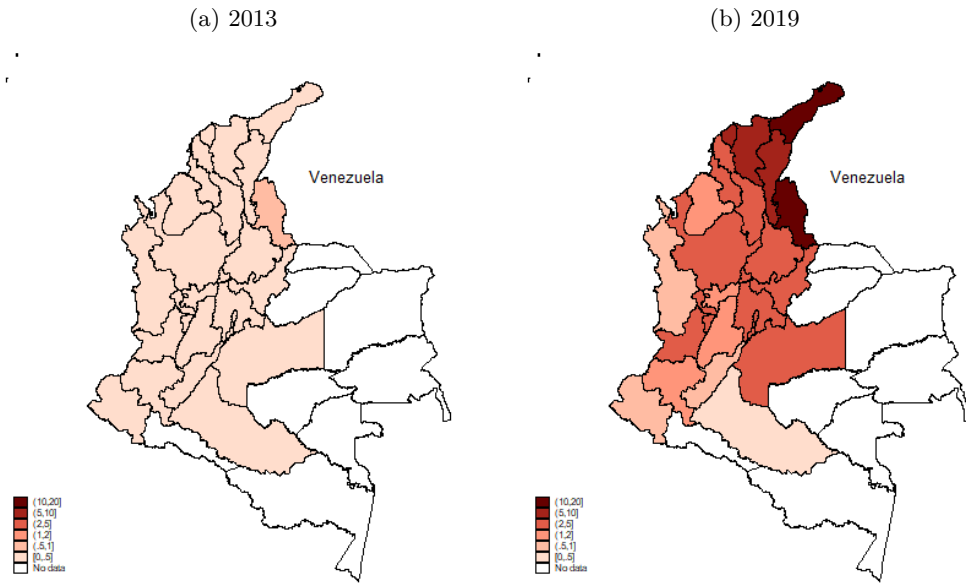 (a) 2013
Venezuela
(10,20]
(5,10]
(2,5]
(1,2]
(.5,1]
[0,.5]
No data
(b) 2019
Venezuela
(10,20]
(5,10]
(2,5]
(1,2]
(.5,1]
[0,.5]
No data